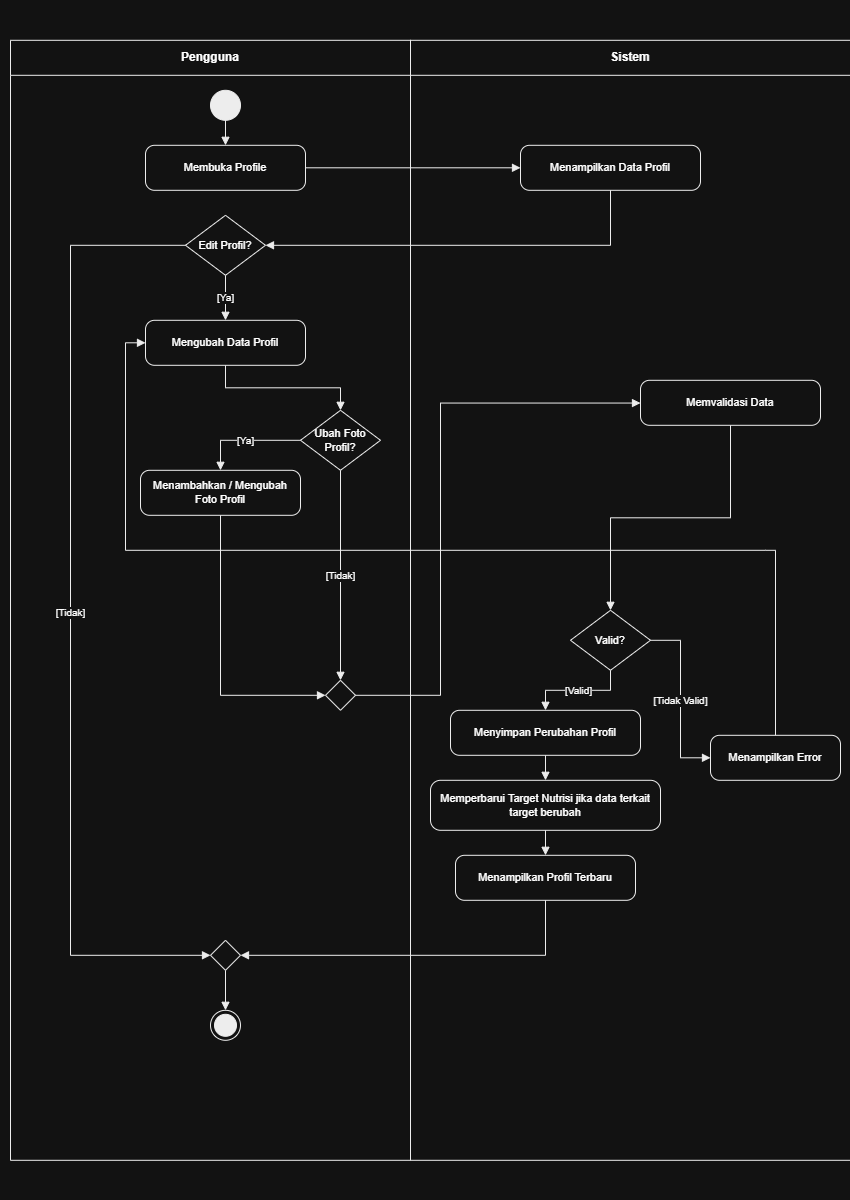 Pengguna
Sistem
Membuka Profile
Menampilkan Data Profil
Edit Profil?
[Ya]
Mengubah Data Profil
Memvalidasi Data
Ubah Foto
Profil?
[Ya]
Menambahkan / Mengubah
Foto Profil
[Tidak]
[Tidak]
Valid?
[Valid]
[Tidak Valid]
Menyimpan Perubahan Profil
Menampilkan Error
Memperbarui Target Nutrisi jika data terkait
target berubah
Menampilkan Profil Terbaru